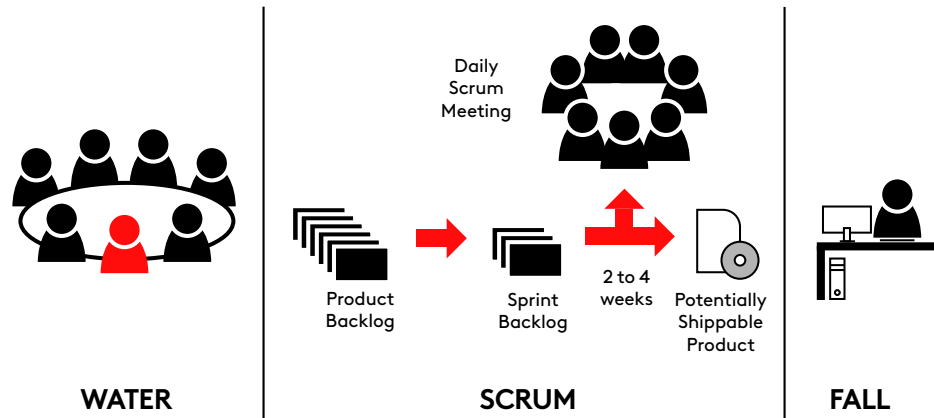 Daily
Scrum
Meeting
Product
Backlog
Sprint
Backlog
2 to 4
weeks
Potentially
Shippable
Product
WATER
SCRUM
FALL